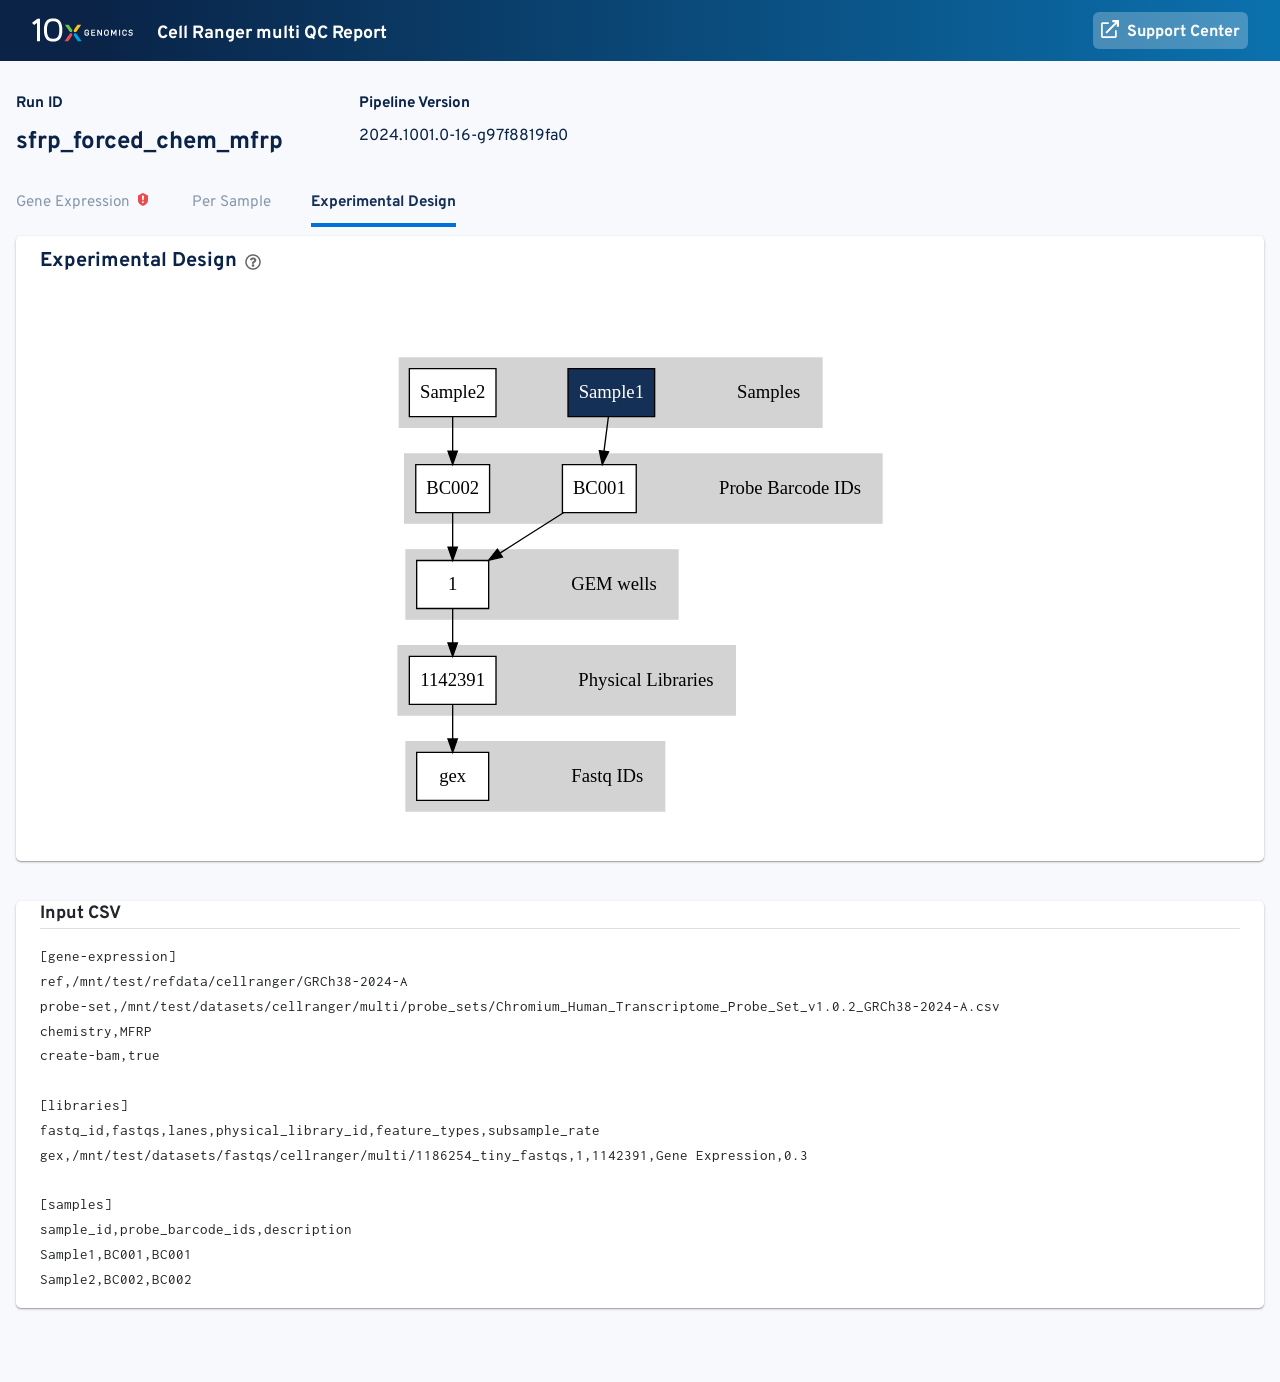 10x GENOMICS Cell Ranger multi QC Report Support Center
Run ID Pipeline Version
sfrp_forced_chem_mfrp 2024.1001.0-16-g97f8819fa0
Gene Expression Per Sample Experimental Design
Experimental Design
Sample2 Sample1 Samples
BC002 BC001 Probe Barcode IDs
1 GEM wells
1142391 Physical Libraries
gex Fastq IDs
Input CSV
[gene-expression]
ref,/mnt/test/refdata/cellranger/GRCh38-2024-A
probe-set,/mnt/test/datasets/cellranger/multi/probe_sets/Chromium_Human_Transcriptome_Probe_Set_v1.0.2_GRCh38-2024-A.csv
chemistry,MFRP
create-bam,true
[libraries]
fastq_id,fastqs,lanes,physical_library_id,feature_types,subsample_rate
gex,/mnt/test/datasets/fastqs/cellranger/multi/1186254_tiny_fastqs,1,1142391,Gene Expression,0.3
[samples]
sample_id,probe_barcode_ids,description
Sample1,BC001,BC001
Sample2,BC002,BC002